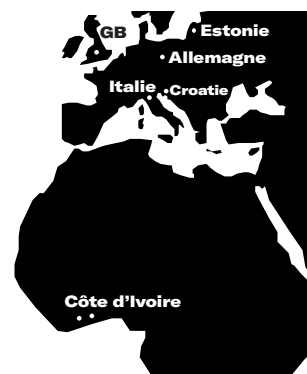 GB
Estonie
Allemagne
Italie
Croatie
Côte d'Ivoire